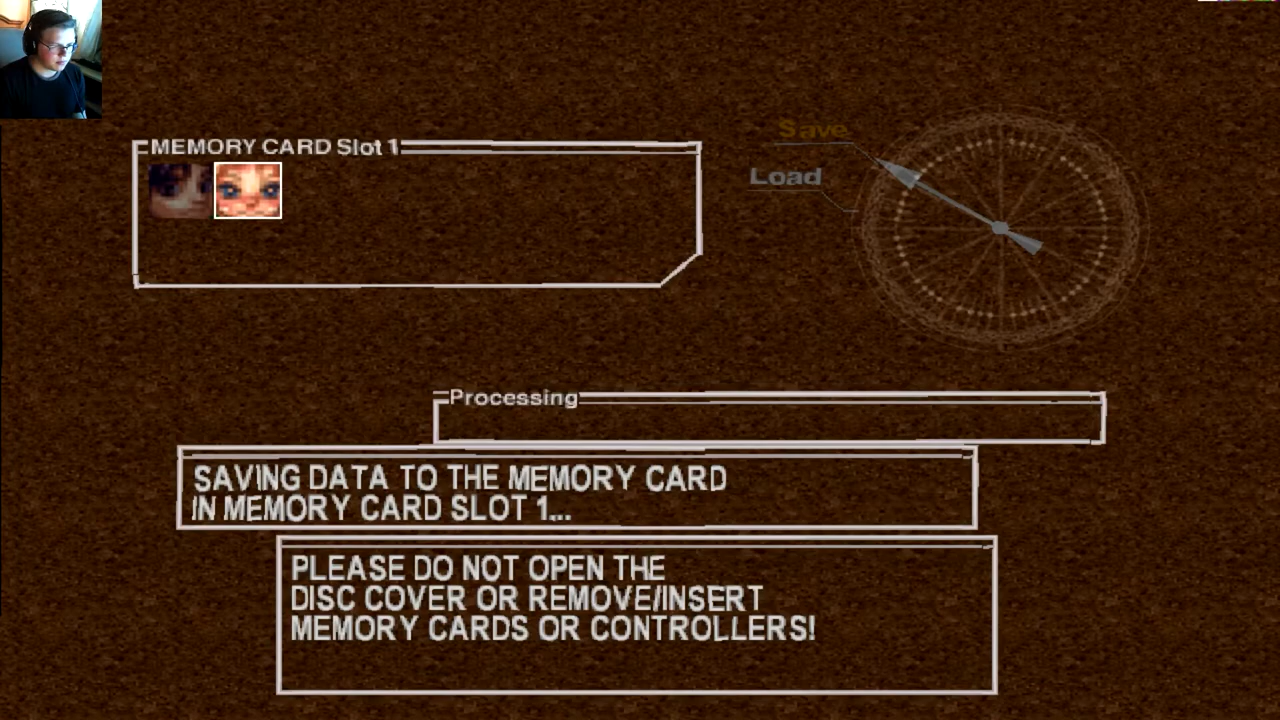 MEMORY CARD Slot 1
Save
Load
Processing
SAVING DATA TO THE MEMORY CARD
IN MEMORY CARD SLOT 1...
PLEASE DO NOT OPEN THE
DISC COVER OR REMOVE/INSERT
MEMORY CARDS OR CONTROLLERS!